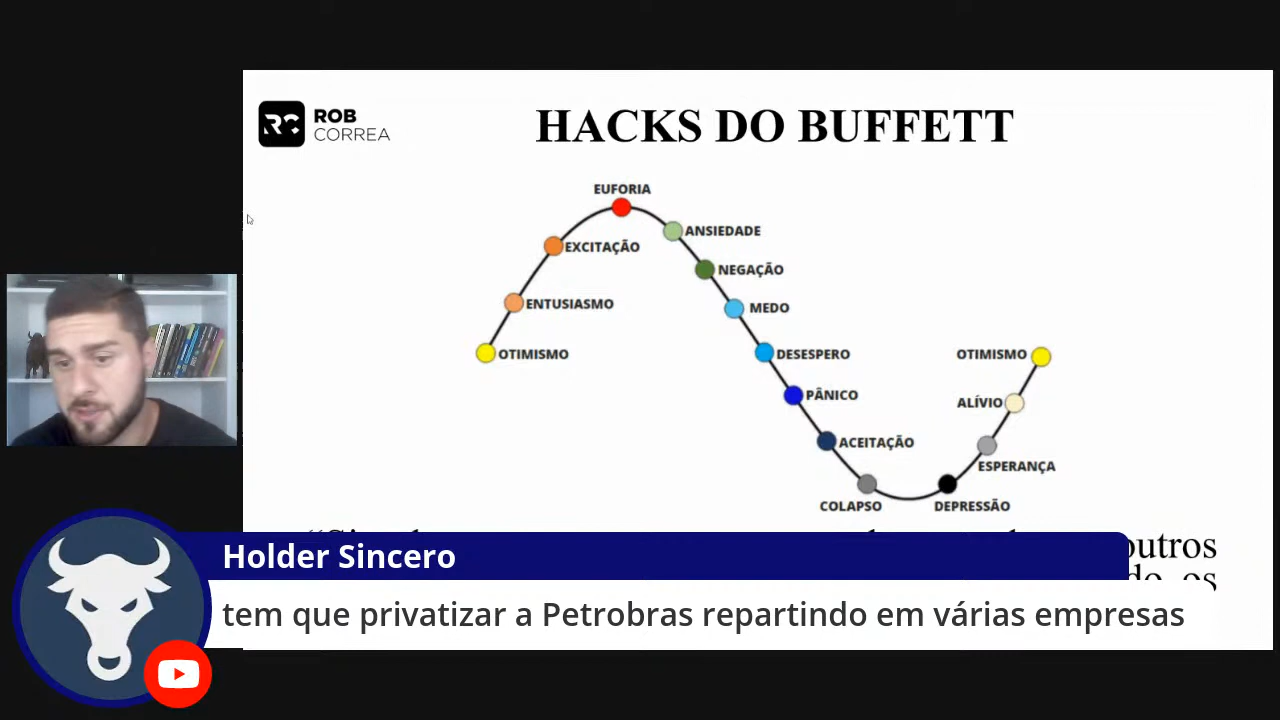 ROB
CORREA
HACKS DO BUFFETT
EUFORIA
ANSIEDADE
EXCITAÇÃO
NEGAÇÃO
ENTUSIASMO
MEDO
OTIMISMO
DESESPERO
OTIMISMO
PÂNICO
ALÍVIO
ACEITAÇÃO
ESPERANÇA
COLAPSO
DEPRESSÃO
outros
os
Holder Sincero
tem que privatizar a Petrobras repartindo em várias empresas